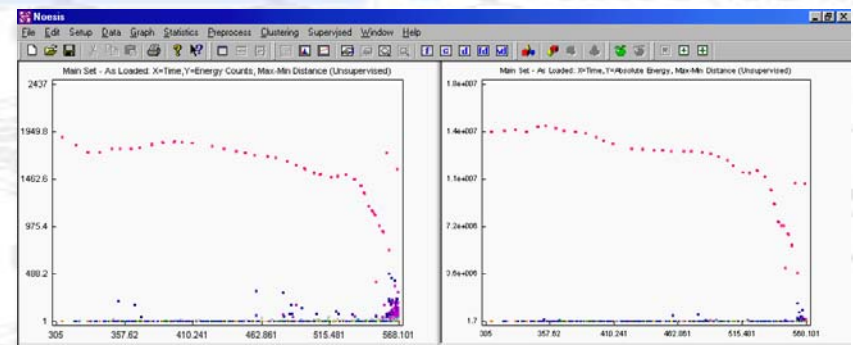 Noesis
File Edit Setup Data Graph Statistics Preprocess Clustering Supervised Window Help
Main Set - As Loaded: X=Time,Y=Energy Counts, Max-Min Distance (Unsupervised)
2437
1949.8
1462.6
975.4
488.2
1
305 357.62 410.241 462.861 515.481 568.101
Main Set - As Loaded: X=Time,Y=Absolute Energy, Max-Min Distance (Unsupervised)
1.8e+007
1.4e+007
1.1e+007
7.2e+006
3.6e+006
1.7
305 357.62 410.241 462.861 515.481 568.101